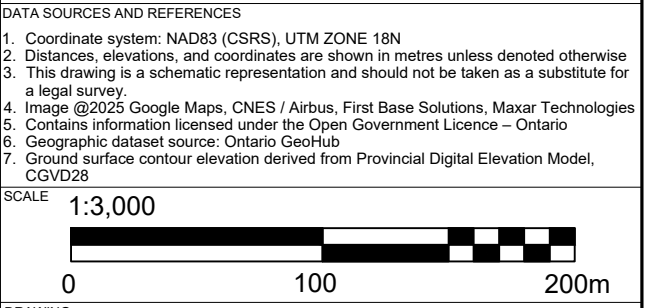 DATA SOURCES AND REFERENCES
1. Coordinate system: NAD83 (CSRS), UTM ZONE 18N
2. Distances, elevations, and coordinates are shown in metres unless denoted otherwise
3. This drawing is a schematic representation and should not be taken as a substitute for
a legal survey.
4. Image @2025 Google Maps, CNES / Airbus, First Base Solutions, Maxar Technologies
5. Contains information licensed under the Open Government Licence – Ontario
6. Geographic dataset source: Ontario GeoHub
7. Ground surface contour elevation derived from Provincial Digital Elevation Model,
CGVD28
SCALE
1:3,000
0 100 200m